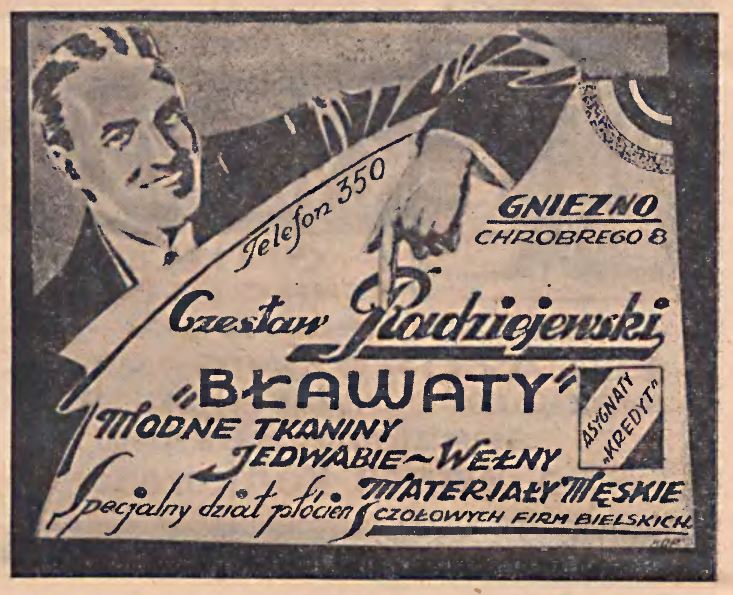 Telefon 350
GNIEZNO
CHROBREGO 8
Czesław Radziejewski
"BŁAWATY"
ASYGNATY
„KREDYT"
MODNE TKANINY
JEDWABIE ~ WEŁNY
MATERIAŁY MĘSKIE
Specjalny dział płócien
CZOŁOWYCH FIRM BIELSKICH